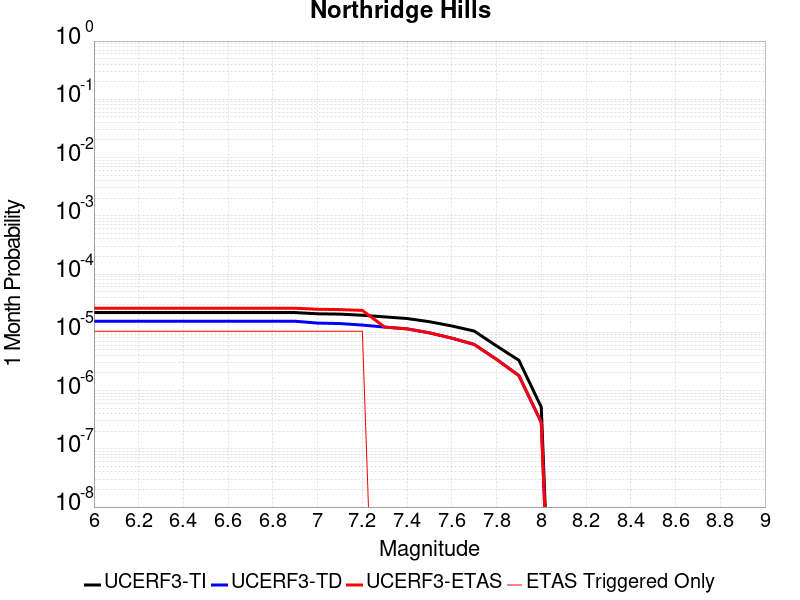 Northridge Hills
10^0
10^-1
10^-2
10^-3
10^-4
10^-5
10^-6
10^-7
10^-8
1 Month Probability
6 6.2 6.4 6.6 6.8 7 7.2 7.4 7.6 7.8 8 8.2 8.4 8.6 8.8 9
Magnitude
UCERF3-TI UCERF3-TD UCERF3-ETAS ETAS Triggered Only